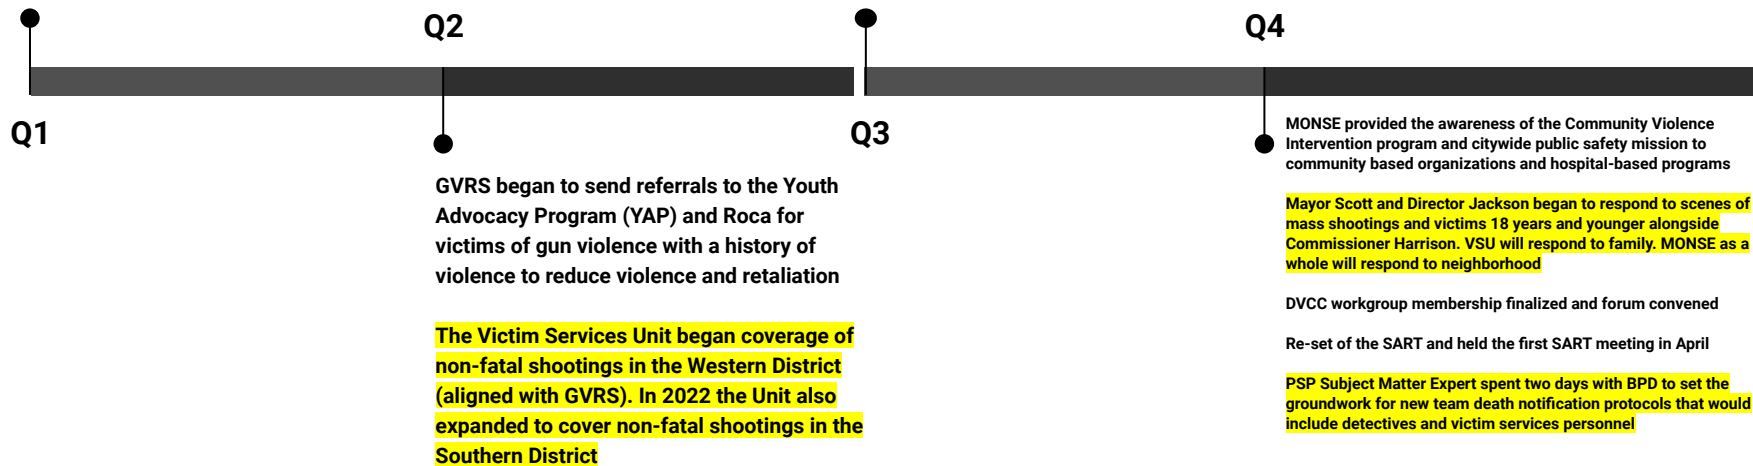 Q1
Q2
GVRS began to send referrals to the Youth
Advocacy Program (YAP) and Roca for
victims of gun violence with a history of
violence to reduce violence and retaliation
The Victim Services Unit began coverage of
non-fatal shootings in the Western District
(aligned with GVRS). In 2022 the Unit also
expanded to cover non-fatal shootings in the
Southern District
Q3
Q4
MONSE provided the awareness of the Community Violence
Intervention program and citywide public safety mission to
community based organizations and hospital-based programs
Mayor Scott and Director Jackson began to respond to scenes of
mass shootings and victims 18 years and younger alongside
Commissioner Harrison. VSU will respond to family. MONSE as a
whole will respond to neighborhood
DVCC workgroup membership finalized and forum convened
Re-set of the SART and held the first SART meeting in April
PSP Subject Matter Expert spent two days with BPD to set the
groundwork for new team death notification protocols that would
include detectives and victim services personnel